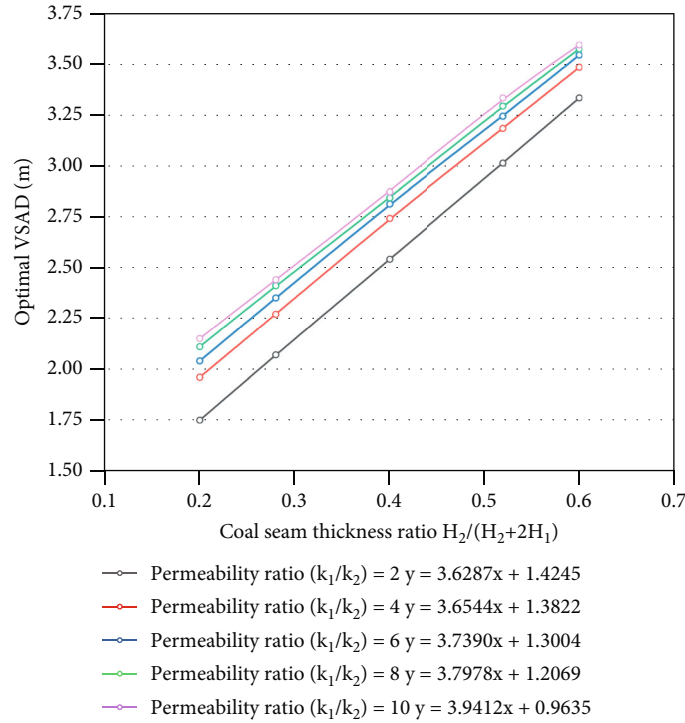 3.75
3.50
3.25
3.00
2.75
2.50
2.25
2.00
1.75
1.50
Optimal VSAD (m)
0.1 0.2 0.3 0.4 0.5 0.6 0.7
Coal seam thickness ratio H₂/(H₂+2H₁)
Permeability ratio (k₁/k₂) = 2 y = 3.6287x + 1.4245
Permeability ratio (k₁/k₂) = 4 y = 3.6544x + 1.3822
Permeability ratio (k₁/k₂) = 6 y = 3.7390x + 1.3004
Permeability ratio (k₁/k₂) = 8 y = 3.7978x + 1.2069
Permeability ratio (k₁/k₂) = 10 y = 3.9412x + 0.9635